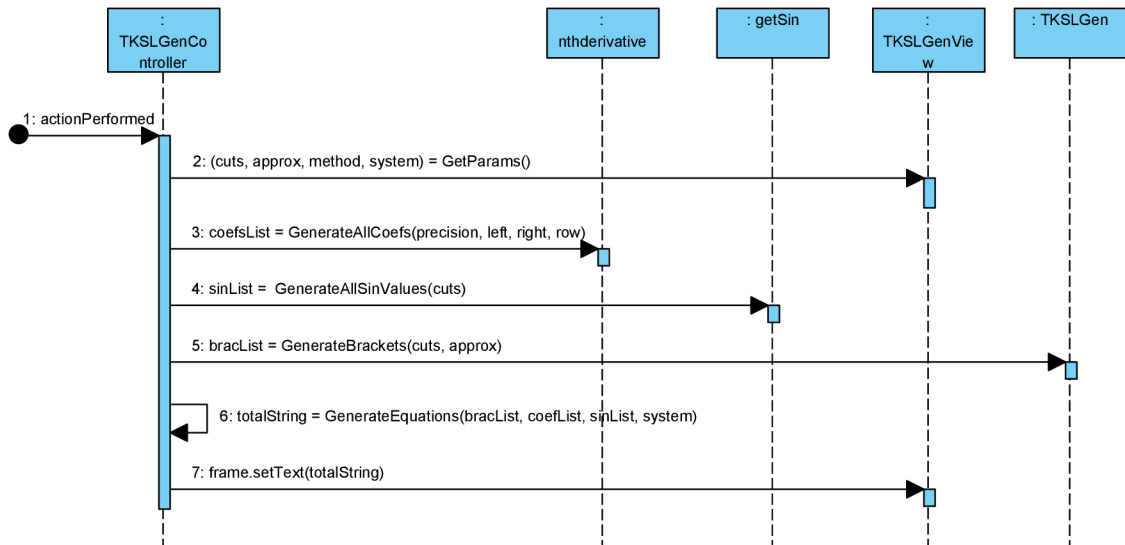 :
TKSLGenCo
ntroller
:
nthderivative
: getSin
:
TKSLGenVie
w
: TKSLGen
1: actionPerformed
2: (cuts, approx, method, system) = GetParams()
3: coefsList = GenerateAllCoefs(precision, left, right, row)
4: sinList =  GenerateAllSinValues(cuts)
5: bracList = GenerateBrackets(cuts, approx)
6: totalString = GenerateEquations(bracList, coefList, sinList, system)
7: frame.setText(totalString)